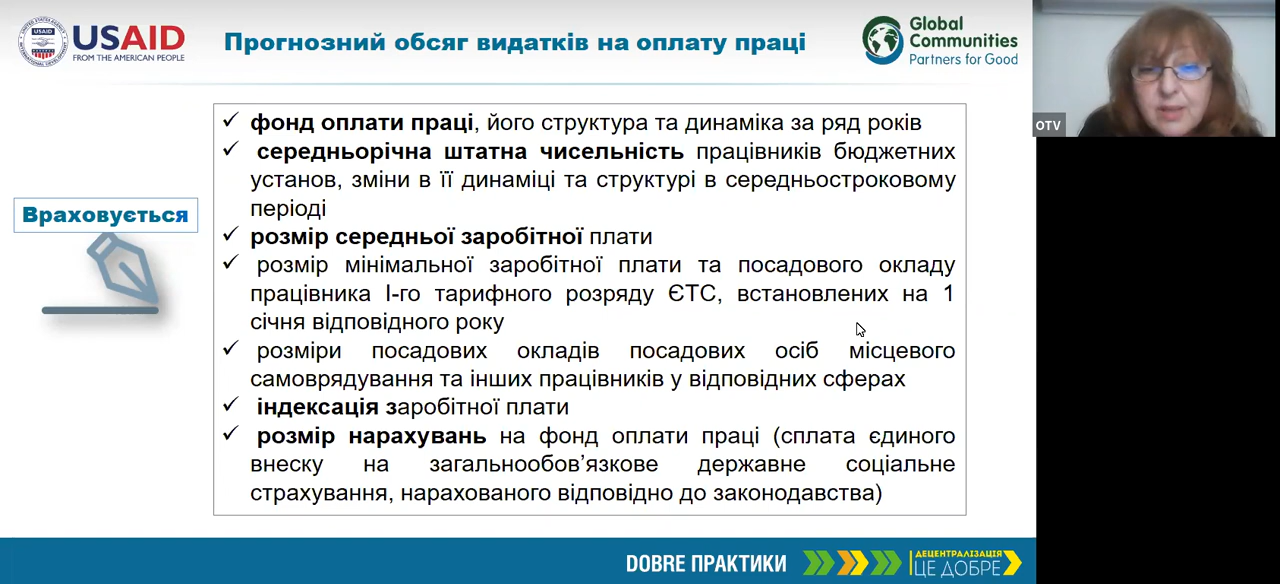 USAID
FROM THE AMERICAN PEOPLE
Прогнозний обсяг видатків на оплату праці
Global
Communities
Partners for Good
OTV
Враховується
✓ фонд оплати праці, його структура та динаміка за ряд років
✓ середньорічна штатна чисельність працівників бюджетних
установ, зміни в її динаміці та структурі в середньостроковому
періоді
✓ розмір середньої заробітної плати
✓ розмір мінімальної заробітної плати та посадового окладу
працівника І-го тарифного розряду ЄТС, встановлених на 1
січня відповідного року
✓ розміри посадових окладів посадових осіб місцевого
самоврядування та інших працівників у відповідних сферах
✓ індексація заробітної плати
✓ розмір нарахувань на фонд оплати праці (сплата єдиного
внеску на загальнообов’язкове державне соціальне
страхування, нарахованого відповідно до законодавства)
DOBRE ПРАКТИКИ
ДЕЦЕНТРАЛІЗАЦІЯ
ЦЕ ДОБРЕ